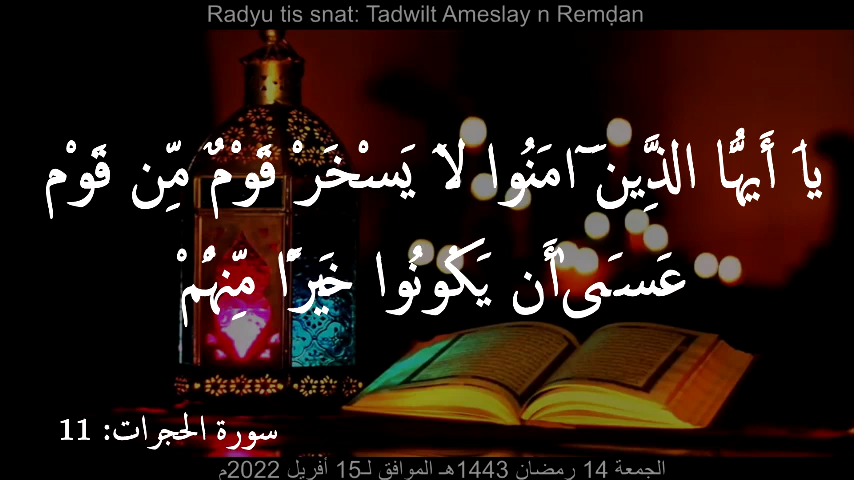 Radyu tis snat: Tadwilt Ameslay n Remḍan
يَا أَيُّهَا الَّذِينَ آمَنُوا لَا يَسْخَرْ قَوْمٌ مِّن قَوْم
عَسَىٰ أَن يَكُونُوا خَيْرًا مِّنْهُمْ
سورة الحجرات: 11
الجمعة 14 رمضان 1443هـ الموافق لـ15 أفريل 2022م